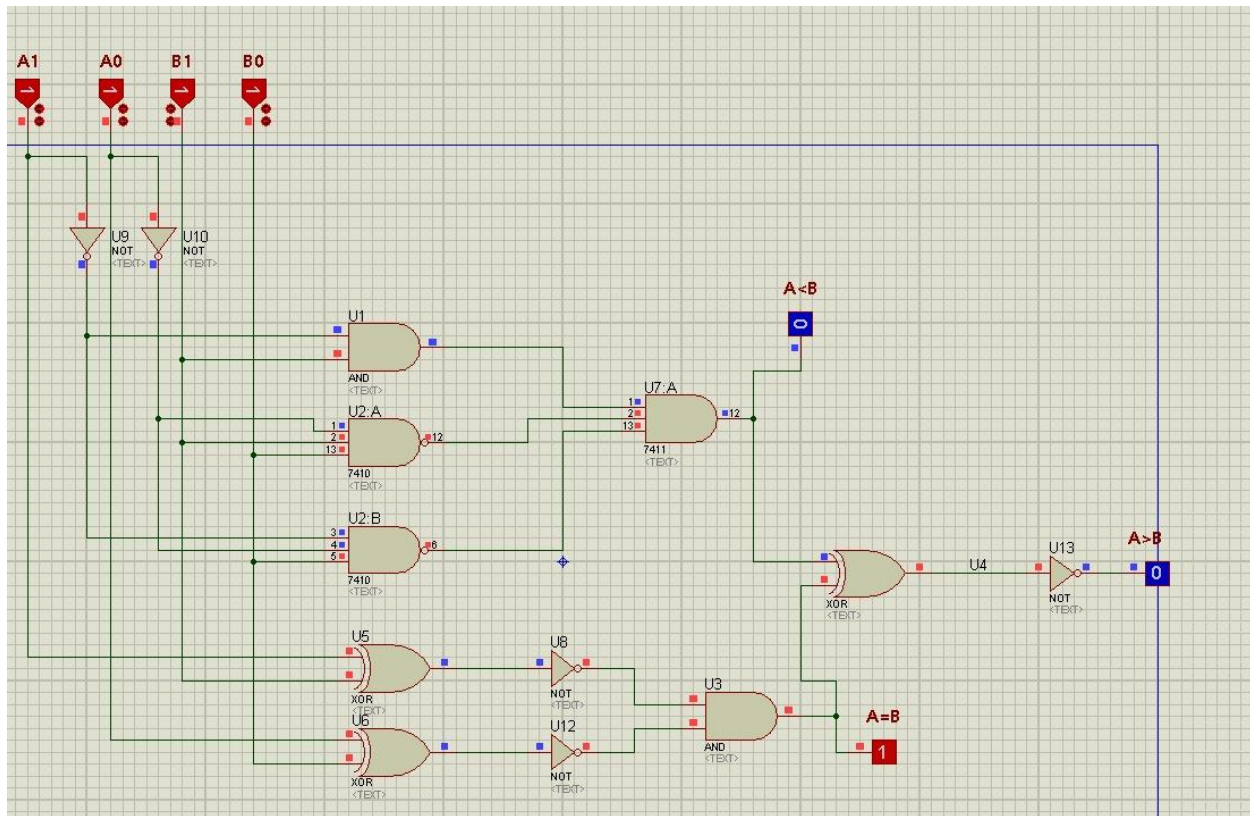 A1 A0 B1 B0
1 1 1 1
U9
NOT
<TEXT>
U10
NOT
<TEXT>
A<B
0
U1
AND
<TEXT>
U2:A
1
2
13
12
7410
<TEXT>
U7:A
1
2
13
12
7411
<TEXT>
U2:B
3
4
5
6
7410
<TEXT>
XOR
<TEXT>
U4
U13
NOT
<TEXT>
A>B
0
U5
XOR
<TEXT>
U8
NOT
<TEXT>
U6
XOR
<TEXT>
U12
NOT
<TEXT>
U3
AND
<TEXT>
A=B
1